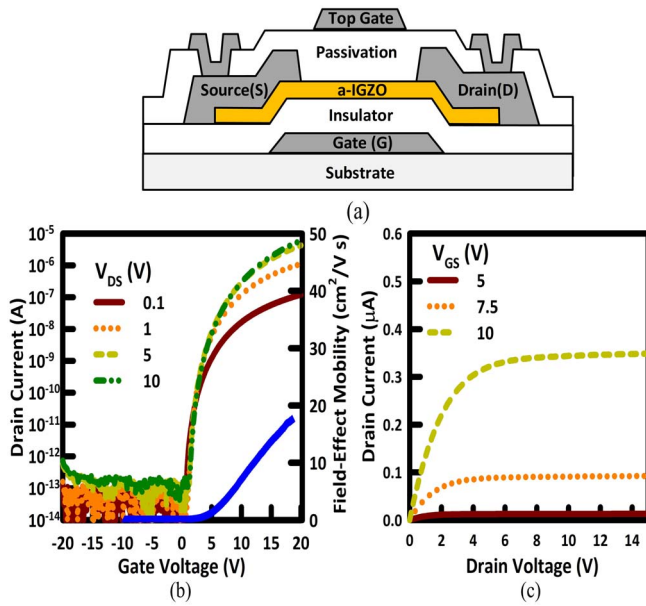 Top Gate
Passivation
Source(S)
a-IGZO
Drain(D)
Insulator
Gate (G)
Substrate
(a)
Drain Current (A)
10-5
10-6
10-7
10-8
10-9
10-10
10-11
10-12
10-13
10-14
VDS (V)
0.1
1
5
10
50
40
30
20
10
0
Field-Effect Mobility (cm2/V s)
-20 -15 -10 -5 0 5 10 15 20
Gate Voltage (V)
(b)
Drain Current (μA)
0.6
0.5
0.4
0.3
0.2
0.1
0.0
VGS (V)
5
7.5
10
0 2 4 6 8 10 12 14
Drain Voltage (V)
(c)